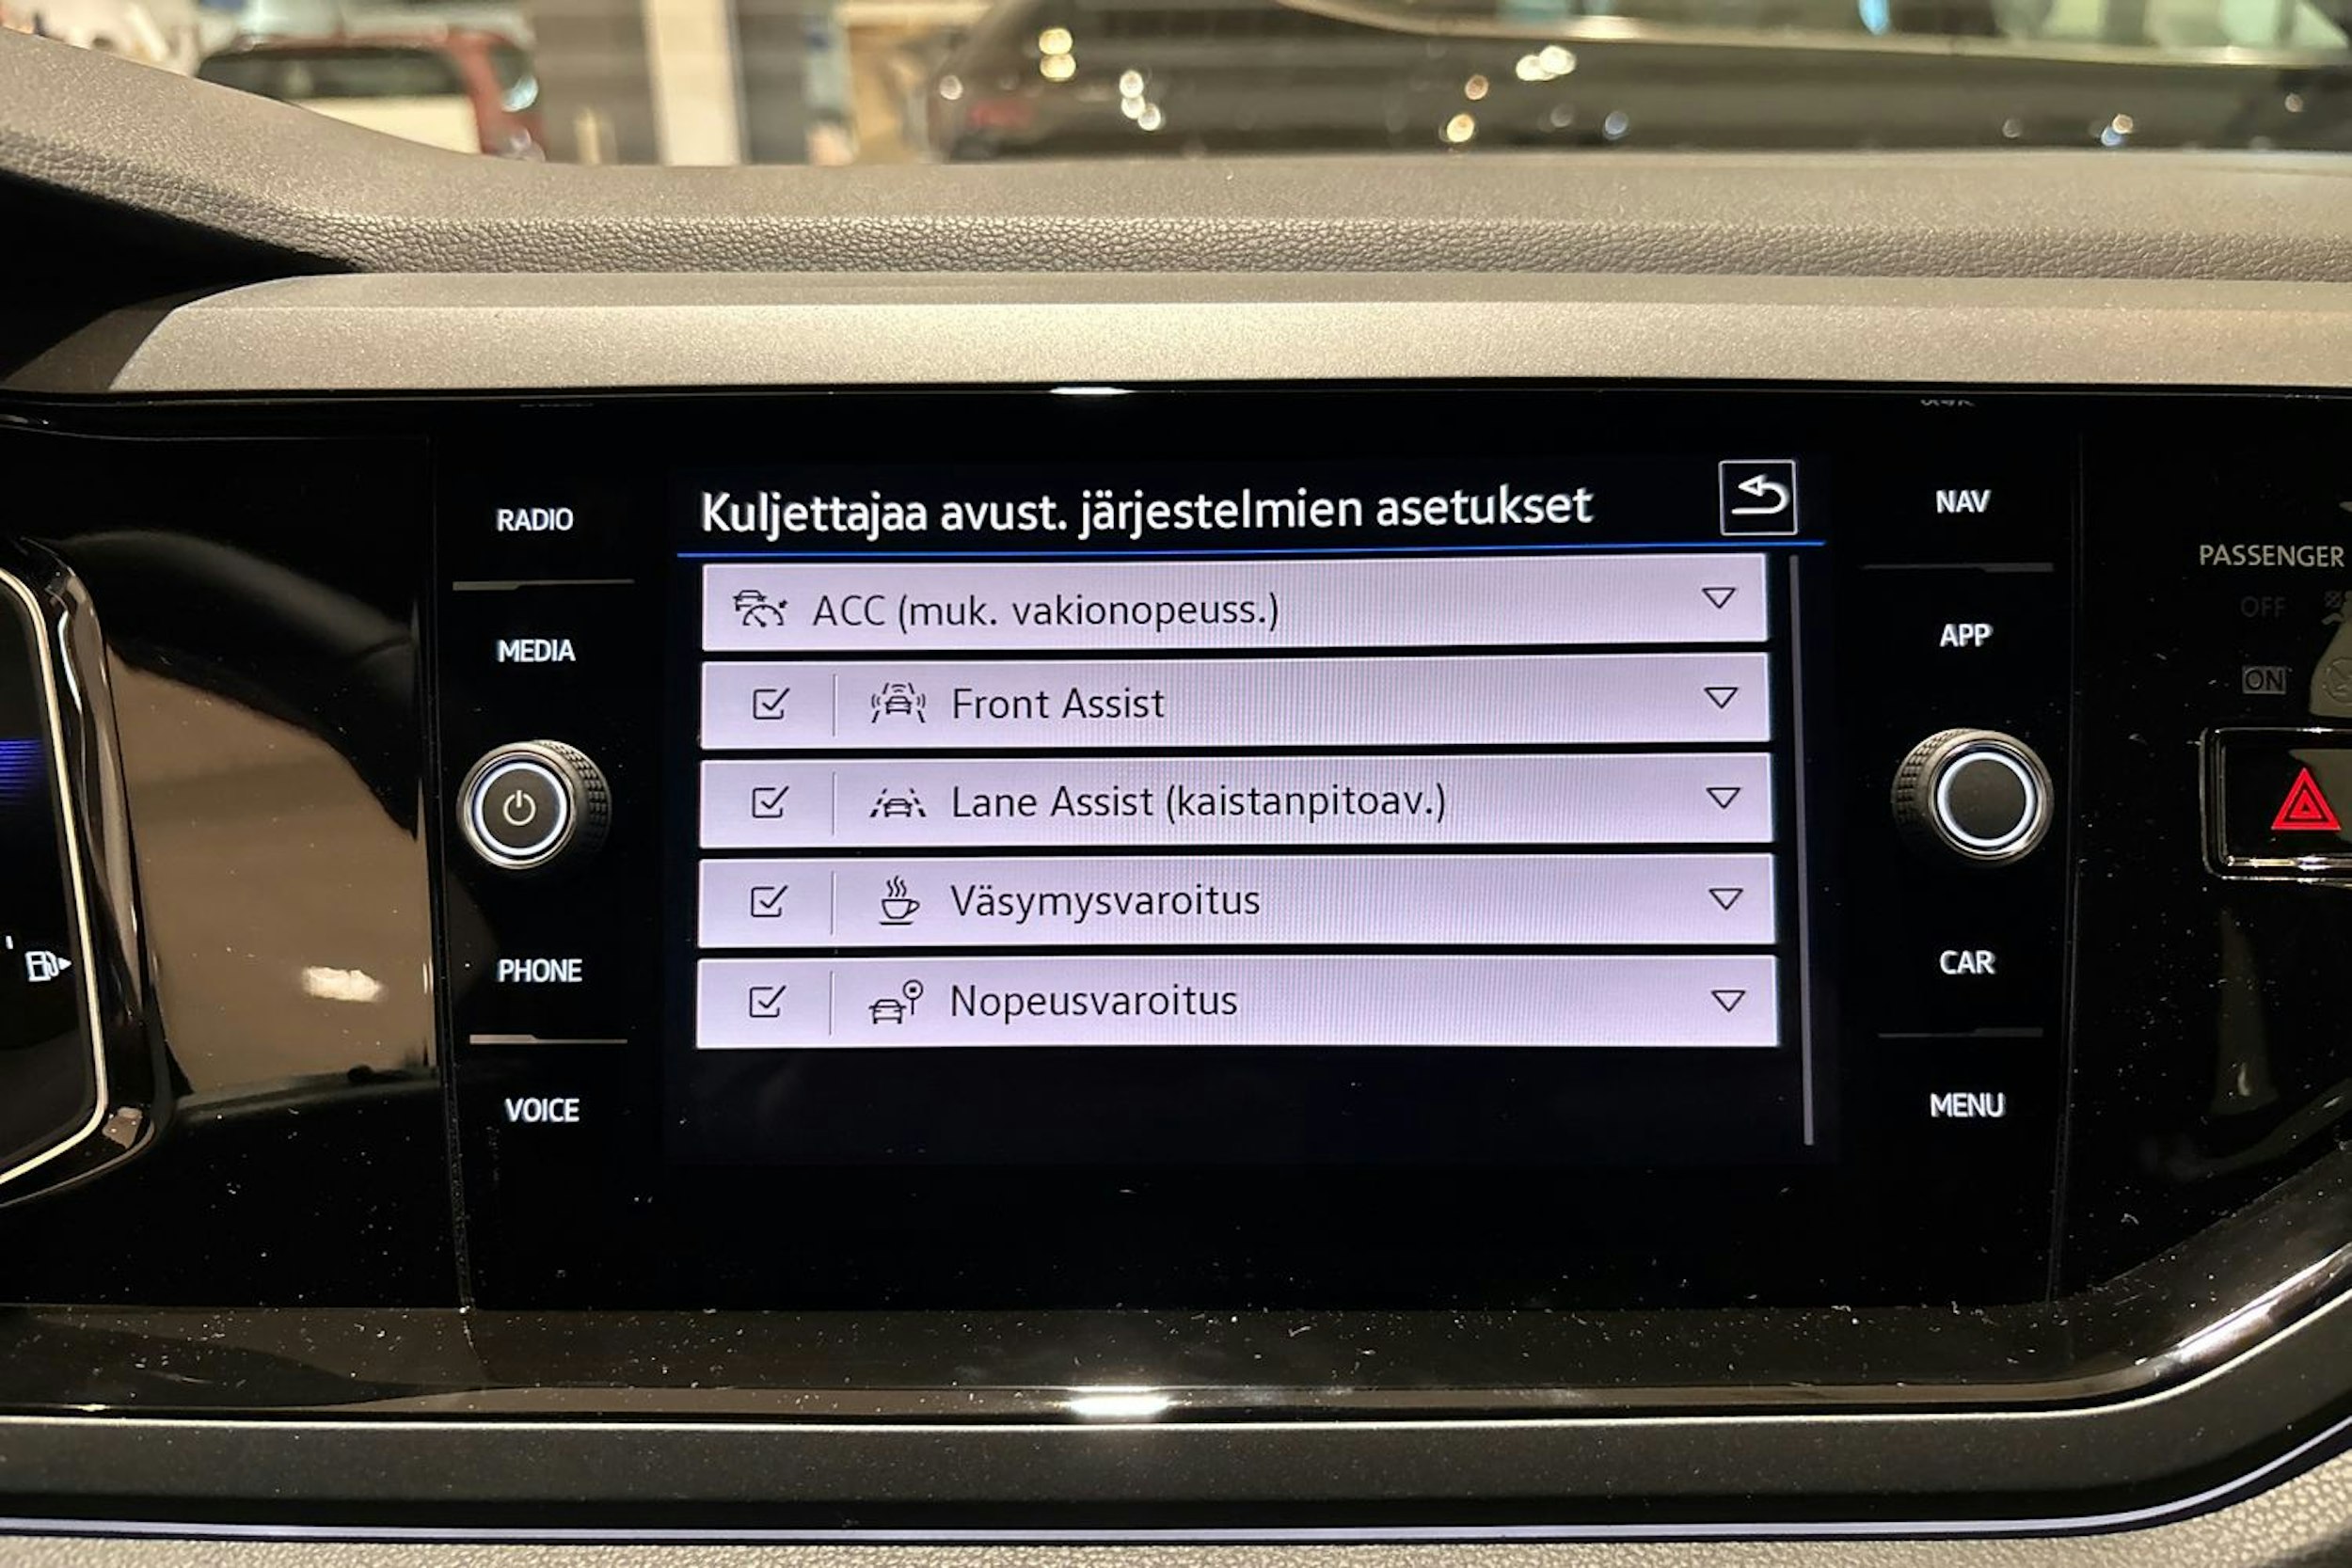 Kuljettajaa avust. järjestelmien asetukset
ACC (muk. vakionopeuss.)
Front Assist
Lane Assist (kaistanpitoav.)
Väsymysvaroitus
Nopeusvaroitus
RADIO
MEDIA
PHONE
VOICE
NAV
APP
CAR
MENU
PASSENGER
OFF
ON